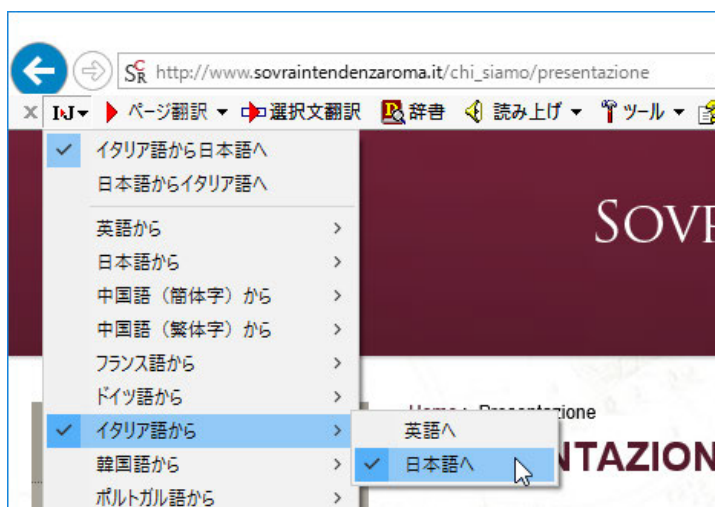 SCR http://www.sovraintendenzaroma.it/chi_siamo/presentazione
x I▸J ページ翻訳 選択文翻訳 辞書 読み上げ ツール
イタリア語から日本語へ
日本語からイタリア語へ
英語から
日本語から
中国語（簡体字）から
中国語（繁体字）から
フランス語から
ドイツ語から
イタリア語から
韓国語から
ポルトガル語から
英語へ
日本語へ
SOV
Presentazione
NTAZION